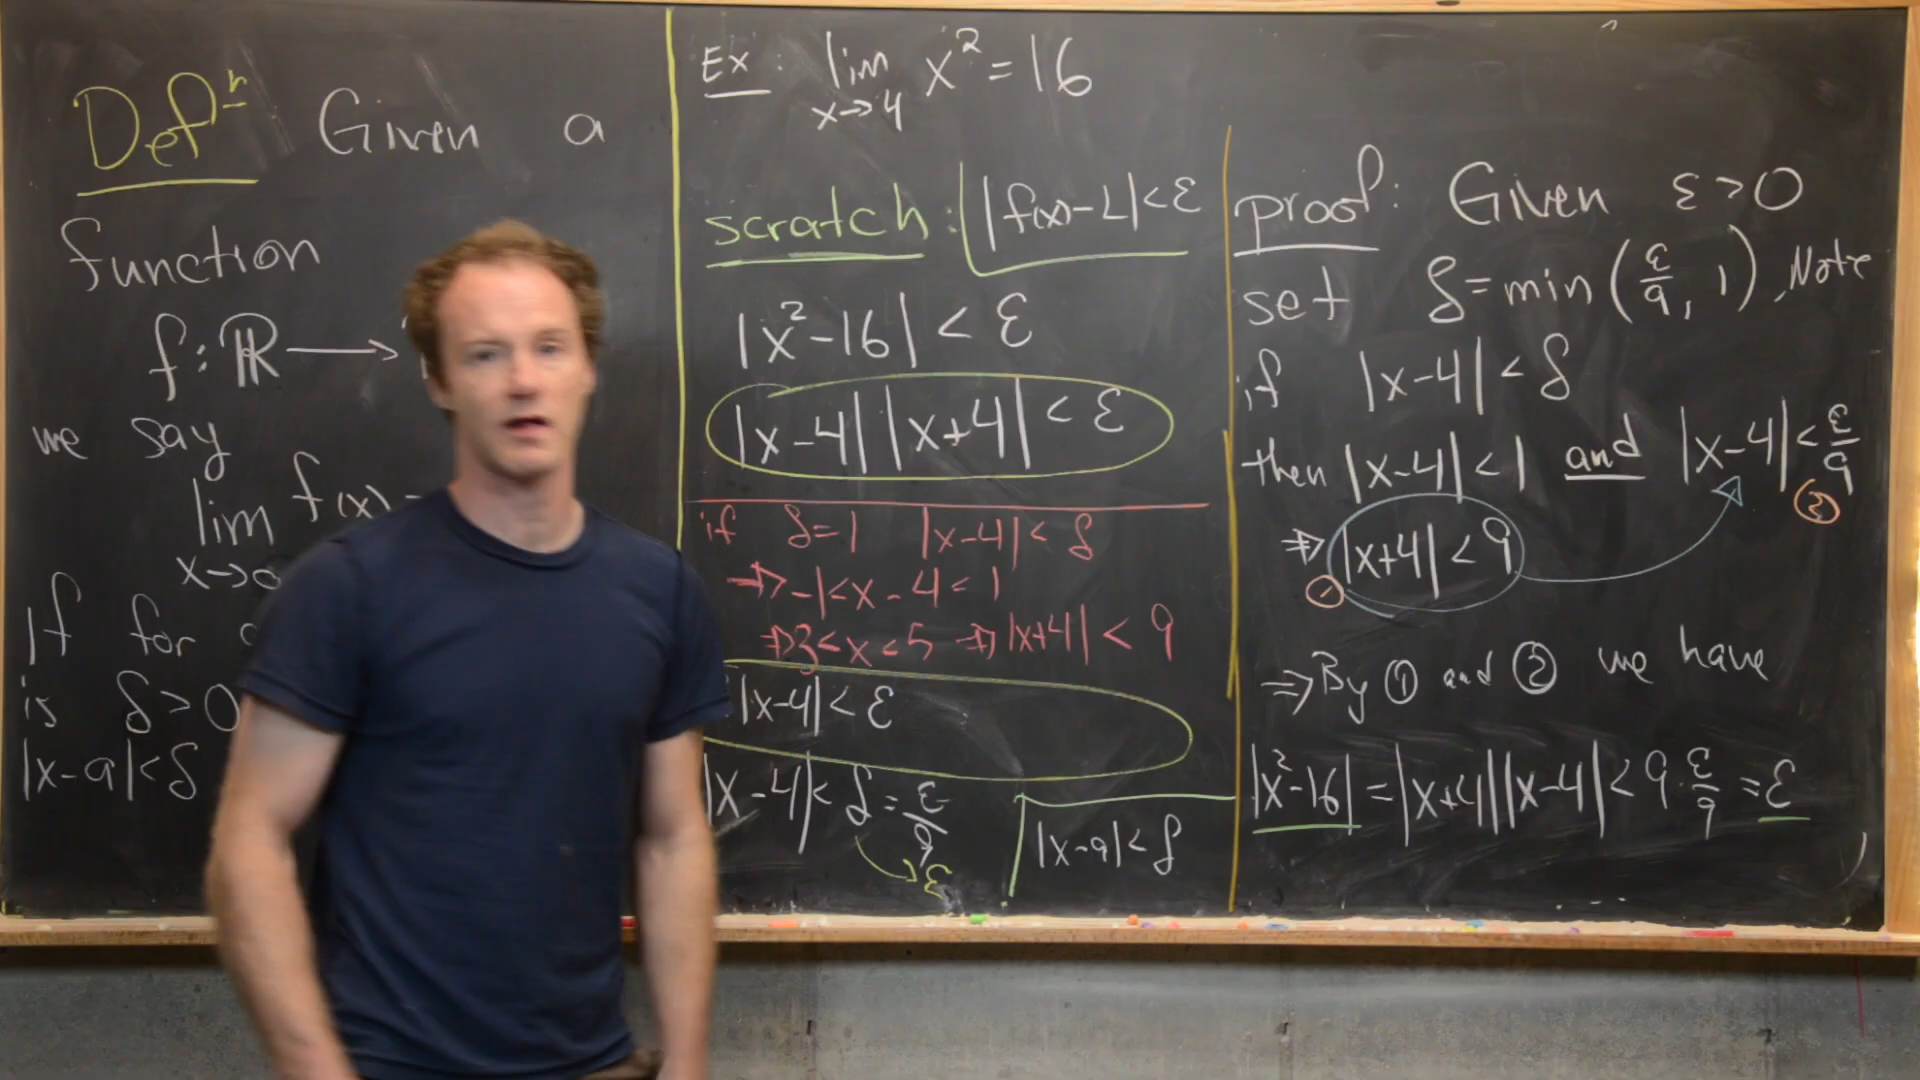 Defⁿ Given a
function
f: ℝ ⟶
we say
lim f(x)
x→
If for
is δ>0
|x-a|<δ
Ex: lim x² = 16
x→4
scratch: |f(x)-L|<ε
|x²-16| < ε
|x-4||x+4| < ε
if δ=1 |x-4|<δ
⇒ -1<x-4<1
⇒ 3<x<5 ⇒ |x+4| < 9
|x-4|<ε
|x-4|<δ=ε/9
ε
|x-a|<δ
proof: Given ε>0
set δ=min(ε/9, 1). Note
if |x-4|<δ
then |x-4|<1 and |x-4|<ε/9
②
⇒ |x+4|<9
①
⇒ By ① and ② we have
|x²-16| = |x+4||x-4| < 9·ε/9 = ε